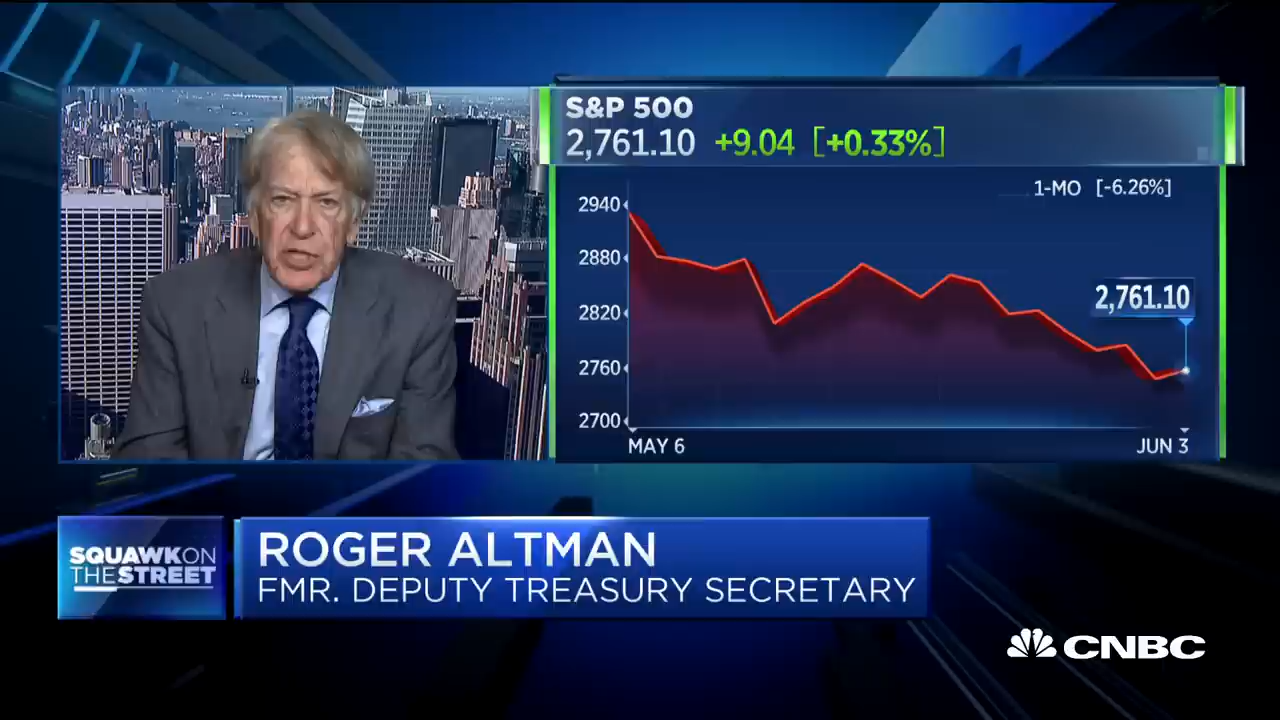 S&P 500
2,761.10 +9.04 [+0.33%]
1-MO [-6.26%]
2940
2880
2820
2760
2700
2,761.10
MAY 6 JUN 3
SQUAWK ON
THE STREET
ROGER ALTMAN
FMR. DEPUTY TREASURY SECRETARY
CNBC